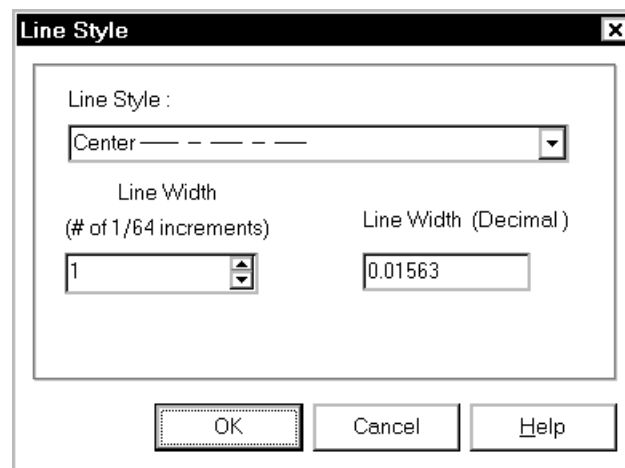 Line Style
Line Style :
Center
Line Width
(# of 1/64 increments)
Line Width (Decimal)
1
0.01563
OK
Cancel
Help